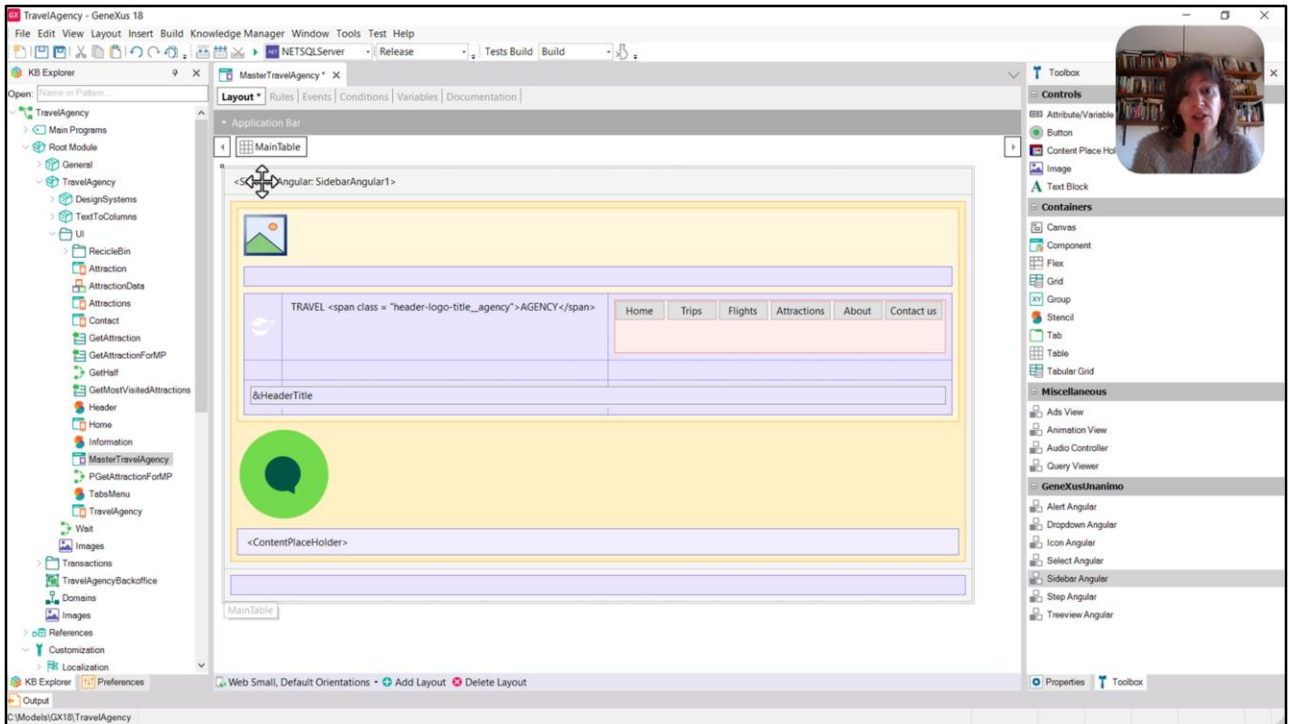 TravelAgency - GeneXus 18
File Edit View Layout Insert Build Knowledge Manager Window Tools Test Help
NETSQLServer Release Tests Build Build
KB Explorer
Open: Name or Pattern...
TravelAgency
Main Programs
Root Module
General
TravelAgency
DesignSystems
TextToColumns
UI
RecicleBin
Attraction
AttractionData
Attractions
Contact
GetAttraction
GetAttractionForMP
GetHalf
GetMostVisitedAttractions
Header
Home
Information
MasterTravelAgency
PGetAttractionForMP
TabsMenu
TravelAgency
Wait
Images
Transactions
TravelAgencyBackoffice
Domains
Images
References
Customization
Localization
KB Explorer Preferences
Output
C:\Models\GX18\TravelAgency
MasterTravelAgency *
Layout * Rules Events Conditions Variables Documentation
Application Bar
MainTable
Angular: SidebarAngular1>
TRAVEL <span class = "header-logo-title__agency">AGENCY</span>
Home Trips Flights Attractions About Contact us
&HeaderTitle
<ContentPlaceHolder>
MainTable
Web Small, Default Orientations Add Layout Delete Layout
Toolbox
Controls
Attribute/Variable
Button
Content Place Hol
Image
Text Block
Containers
Canvas
Component
Flex
Grid
Group
Stencil
Tab
Table
Tabular Grid
Miscellaneous
Ads View
Animation View
Audio Controller
Query Viewer
GeneXusUnanimo
Alert Angular
Dropdown Angular
Icon Angular
Select Angular
Sidebar Angular
Step Angular
Treeview Angular
Properties Toolbox